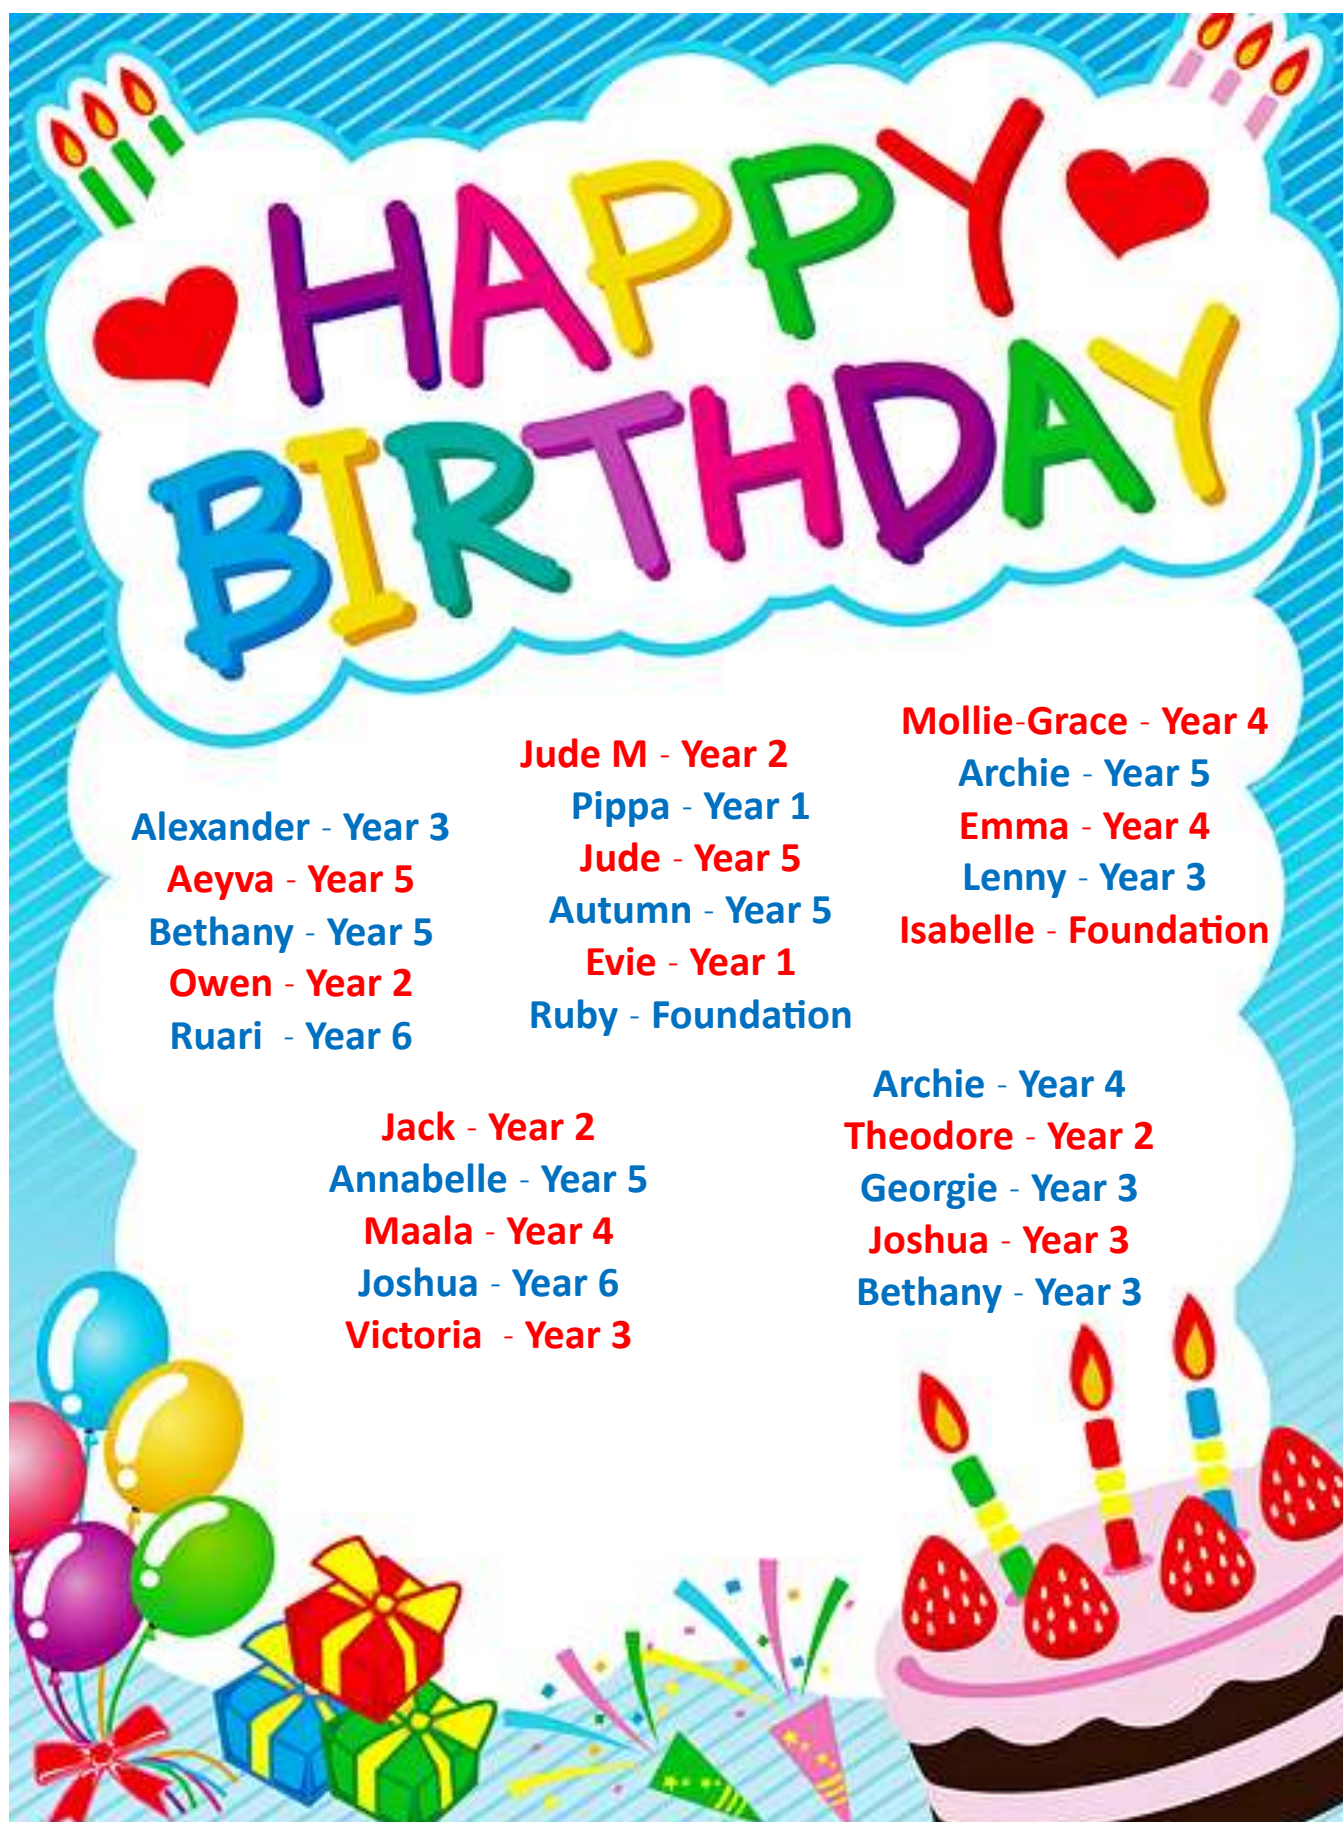 HAPPY
BIRTHDAY
Alexander - Year 3
Aeyva - Year 5
Bethany - Year 5
Owen - Year 2
Ruari - Year 6
Jude M - Year 2
Pippa - Year 1
Jude - Year 5
Autumn - Year 5
Evie - Year 1
Ruby - Foundation
Mollie-Grace - Year 4
Archie - Year 5
Emma - Year 4
Lenny - Year 3
Isabelle - Foundation
Jack - Year 2
Annabelle - Year 5
Maala - Year 4
Joshua - Year 6
Victoria - Year 3
Archie - Year 4
Theodore - Year 2
Georgie - Year 3
Joshua - Year 3
Bethany - Year 3